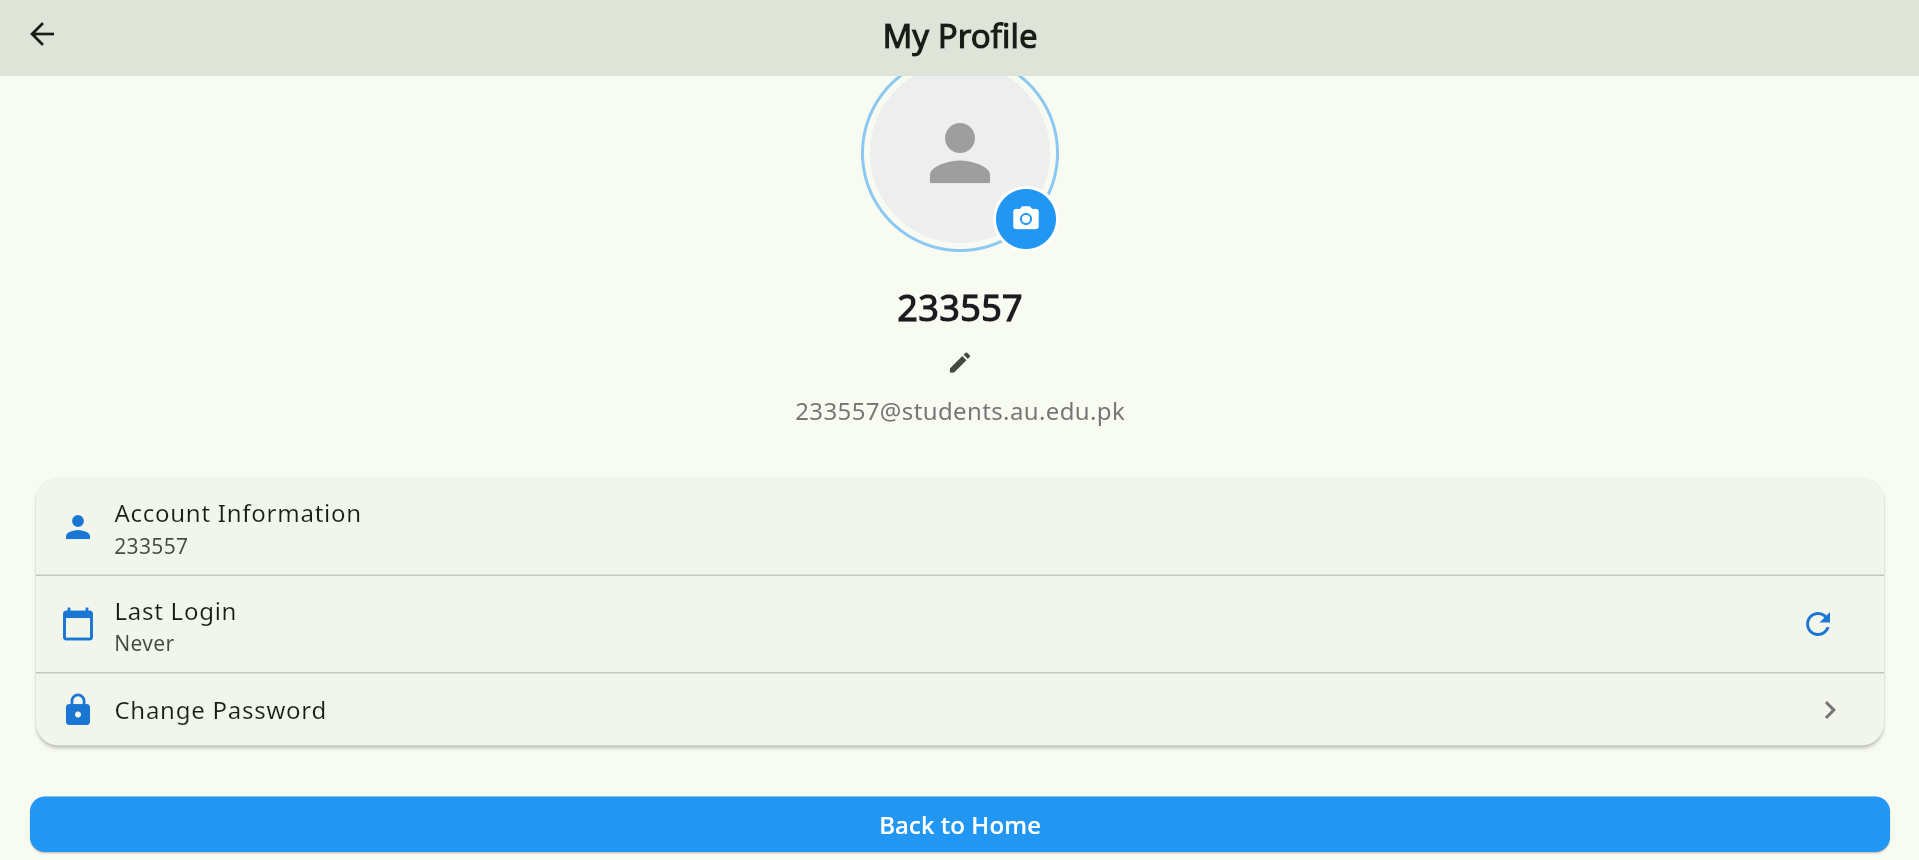 My Profile
233557
233557@students.au.edu.pk
Account Information
233557
Last Login
Never
Change Password
Back to Home